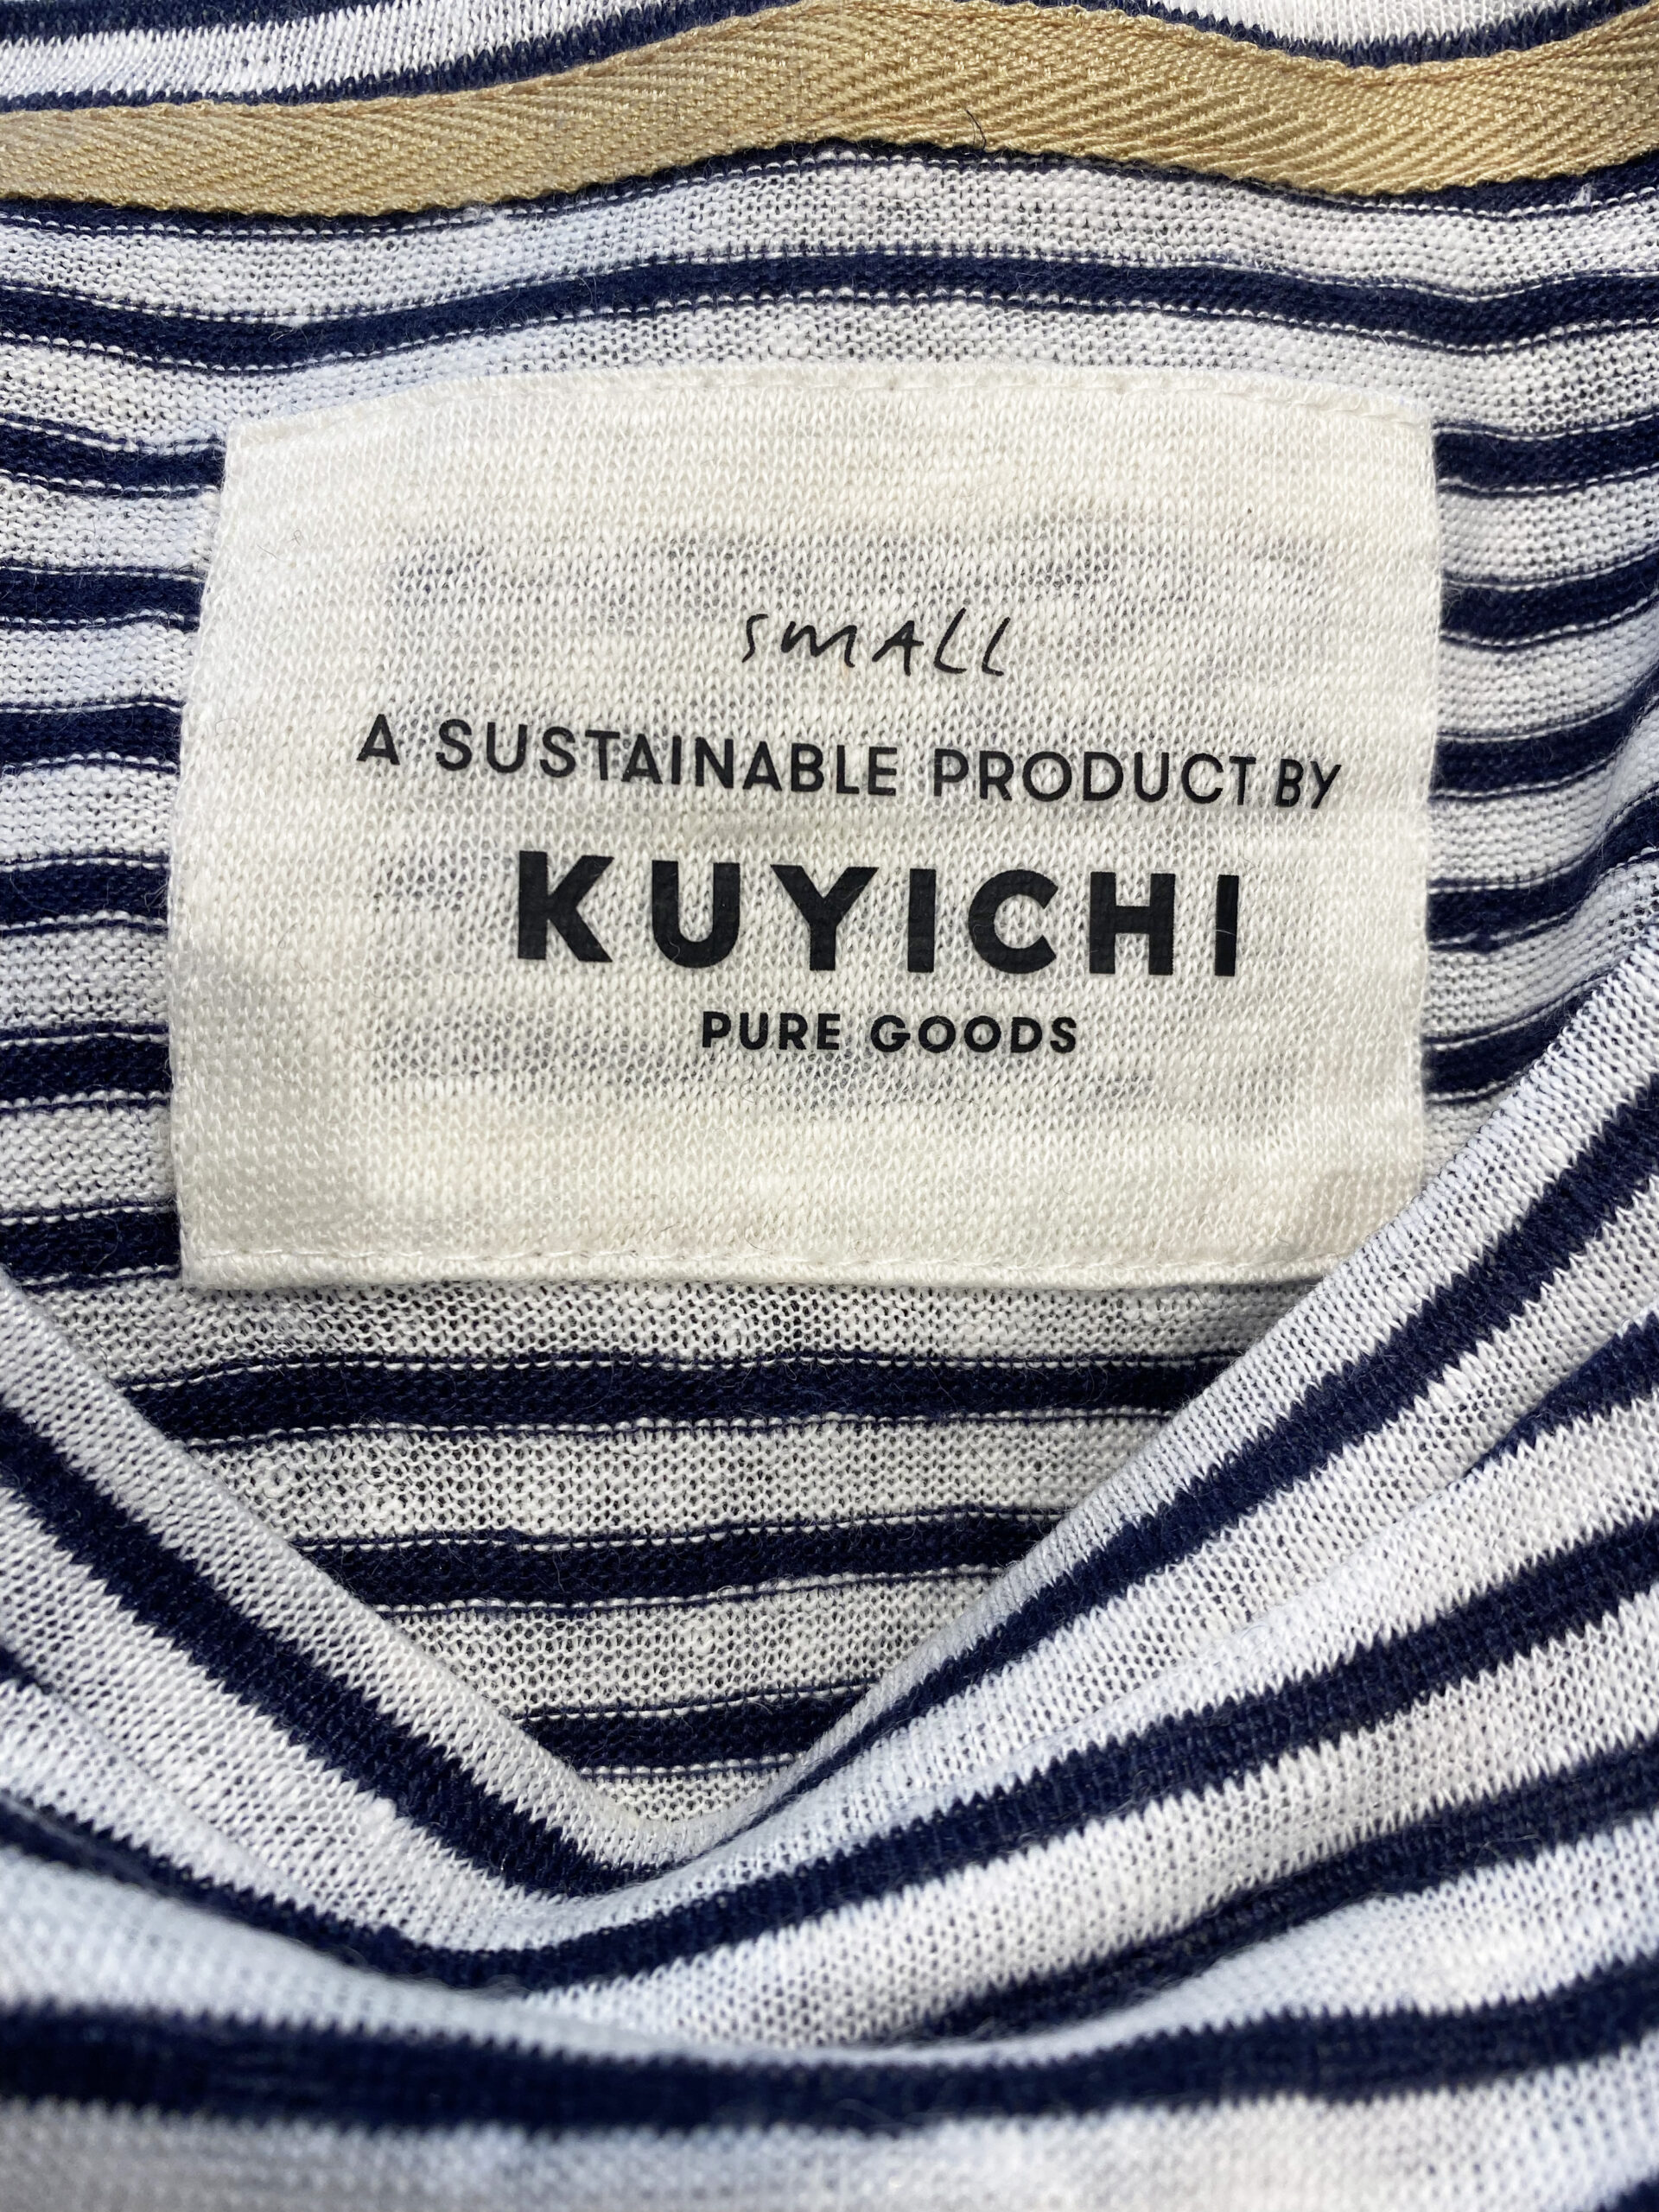 SMALL
A SUSTAINABLE PRODUCT BY
KUYICHI
PURE GOODS